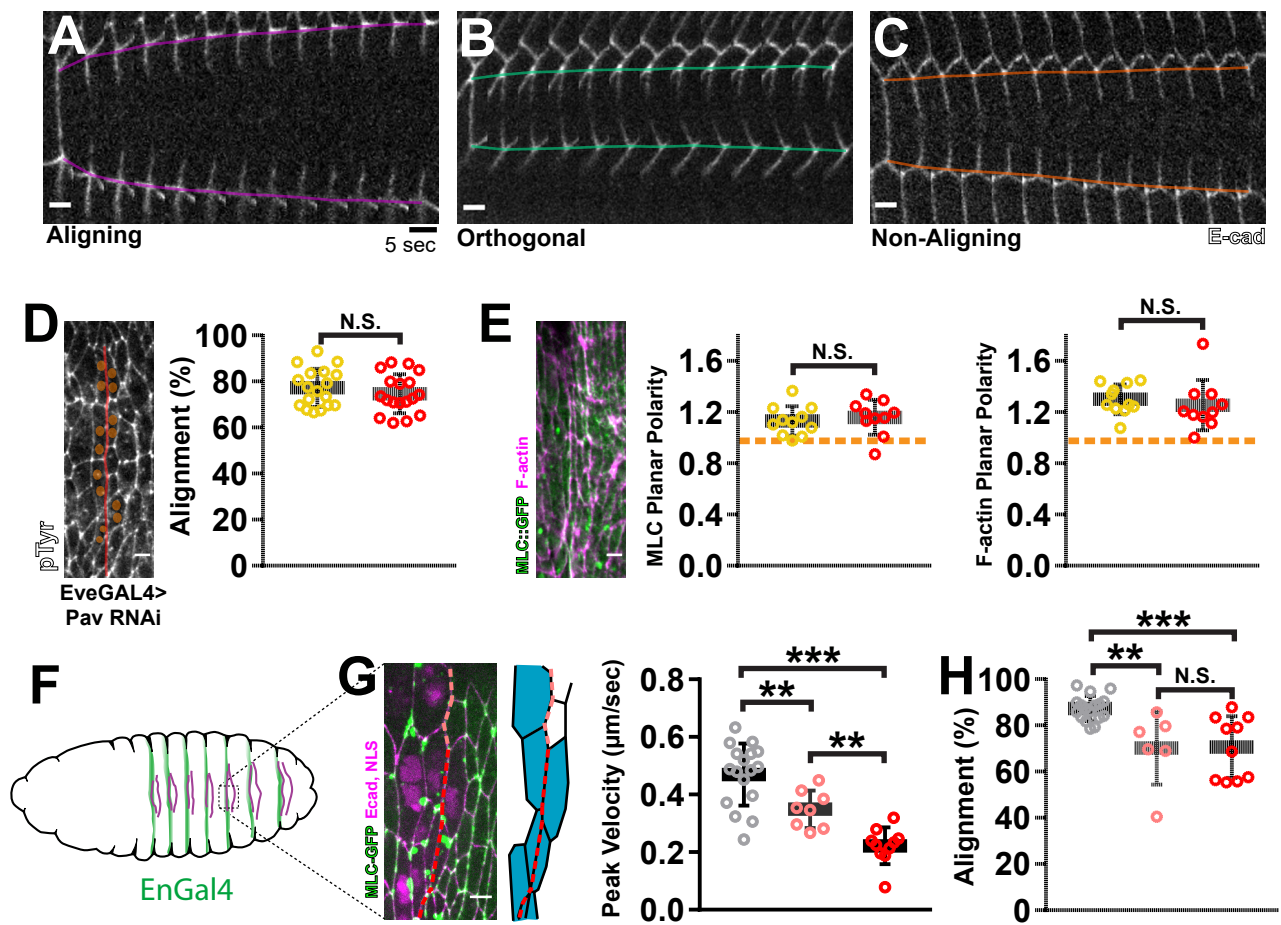 A
B
C
Aligning
5 sec
Orthogonal
Non-Aligning
E-cad
D
pTyr
EveGAL4>
Pav RNAi
Alignment (%)
100
80
60
40
20
0
N.S.
E
MLC::GFP F-actin
MLC Planar Polarity
1.6
1.2
0.8
0.4
0.0
N.S.
F-actin Planar Polarity
1.6
1.2
0.8
0.4
0.0
N.S.
F
EnGal4
G
MLC-GFP Ecad, NLS
Peak Velocity (µm/sec)
0.8
0.6
0.4
0.2
0.0
***
**
**
H
Alignment (%)
100
80
60
40
20
0
***
**
N.S.